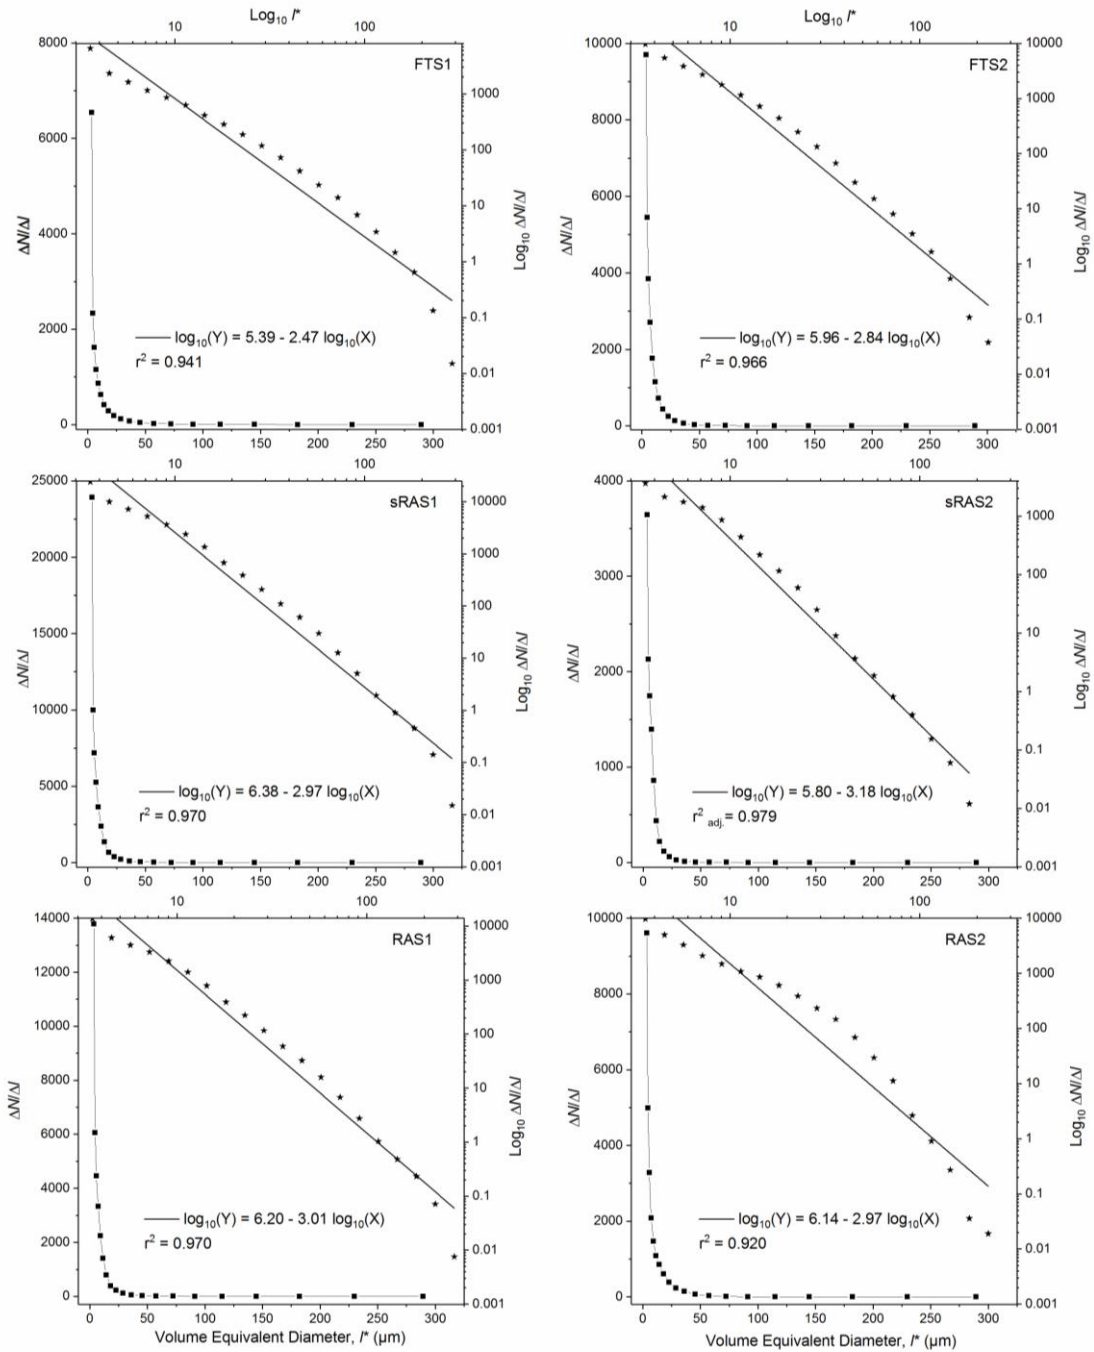 Log10 l*
10 100
FTS1
8000
6000
4000
2000
0
ΔN/Δl
1000
100
10
1
0.1
0.01
0.001
Log10 ΔN/Δl
log10(Y) = 5.39 - 2.47 log10(X)
r2 = 0.941
0 50 100 150 200 250 300
Log10 l*
10 100
FTS2
10000
8000
6000
4000
2000
0
ΔN/Δl
10000
1000
100
10
1
0.1
0.01
0.001
Log10 ΔN/Δl
log10(Y) = 5.96 - 2.84 log10(X)
r2 = 0.966
0 50 100 150 200 250 300
10 100
sRAS1
25000
20000
15000
10000
5000
0
ΔN/Δl
10000
1000
100
10
1
0.1
0.01
0.001
Log10 ΔN/Δl
log10(Y) = 6.38 - 2.97 log10(X)
r2 = 0.970
0 50 100 150 200 250 300
10 100
sRAS2
4000
3000
2000
1000
0
ΔN/Δl
1000
100
10
1
0.1
0.01
0.001
Log10 ΔN/Δl
log10(Y) = 5.80 - 3.18 log10(X)
r2 adj.= 0.979
0 50 100 150 200 250 300
10 100
RAS1
14000
12000
10000
8000
6000
4000
2000
0
ΔN/Δl
10000
1000
100
10
1
0.1
0.01
0.001
Log10 ΔN/Δl
log10(Y) = 6.20 - 3.01 log10(X)
r2 = 0.970
0 50 100 150 200 250 300
Volume Equivalent Diameter, l* (μm)
10 100
RAS2
10000
8000
6000
4000
2000
0
ΔN/Δl
10000
1000
100
10
1
0.1
0.01
0.001
Log10 ΔN/Δl
log10(Y) = 6.14 - 2.97 log10(X)
r2 = 0.920
0 50 100 150 200 250 300
Volume Equivalent Diameter, l* (μm)